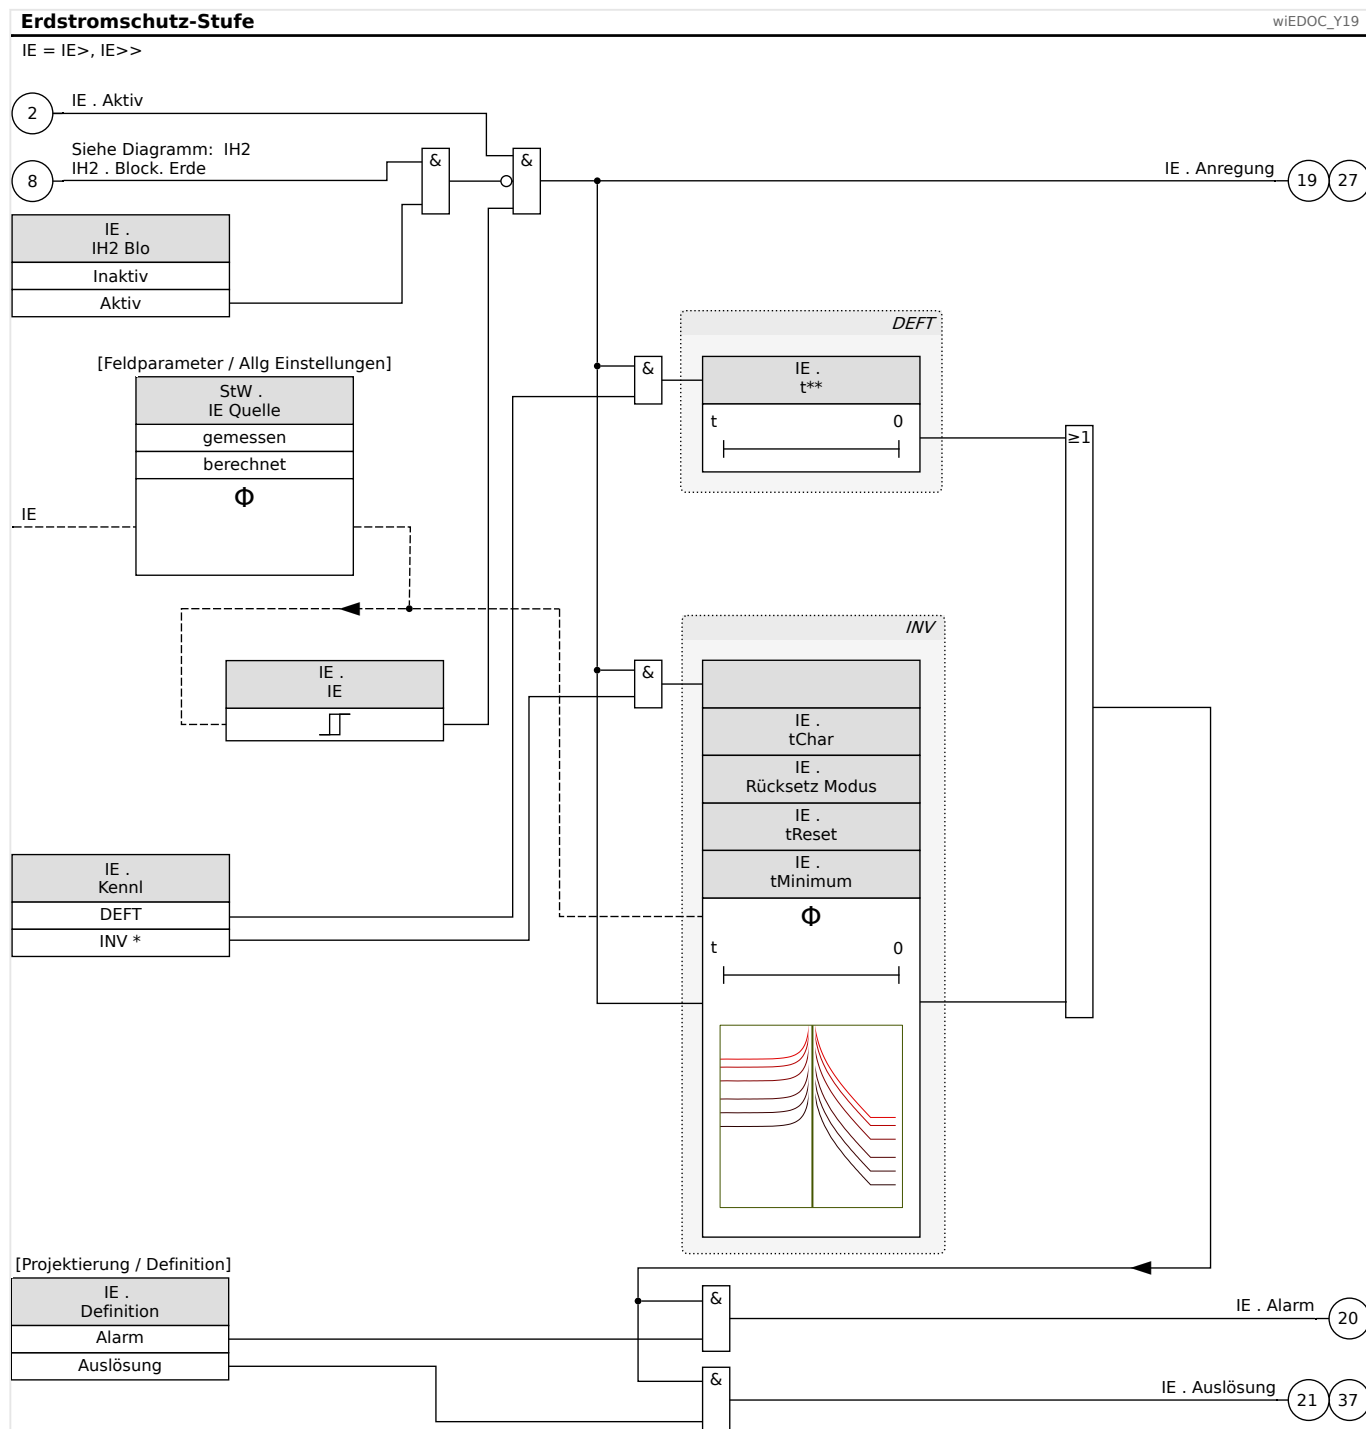 Erdstromschutz-Stufe
wiEDOC_Y19
IE = IE>, IE>>
2
IE . Aktiv
Siehe Diagramm: IH2
8
IH2 . Block. Erde
&
&
IE . Anregung
19
27
IE .
IH2 Blo
Inaktiv
Aktiv
[Feldparameter / Allg Einstellungen]
StW .
IE Quelle
gemessen
berechnet
Φ
IE
DEFT
&
IE .
t**
t
0
≥1
IE .
IE
INV
&
IE .
tChar
IE .
Rücksetz Modus
IE .
tReset
IE .
tMinimum
Φ
t
0
IE .
Kennl
DEFT
INV *
[Projektierung / Definition]
IE .
Definition
Alarm
Auslösung
&
IE . Alarm
20
&
IE . Auslösung
21
37